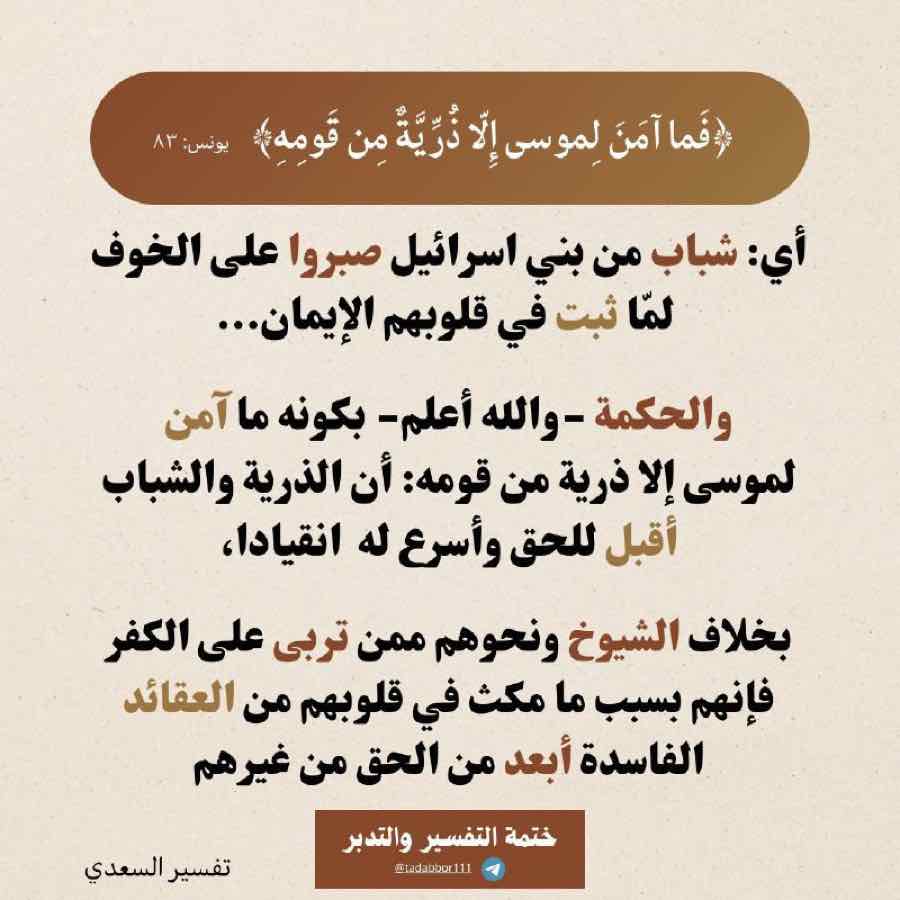 ﴿فَما آمَنَ لِموسى إِلّا ذُرِّيَّةٌ مِن قَومِهِ﴾ يونس: ٨٣
أي: شباب من بني اسرائيل صبروا على الخوف
لمّا ثبت في قلوبهم الإيمان...
والحكمة -والله أعلم- بكونه ما آمن
لموسى إلا ذرية من قومه: أن الذرية والشباب
أقبل للحق وأسرع له انقيادا،
بخلاف الشيوخ ونحوهم ممن تربى على الكفر
فإنهم بسبب ما مكث في قلوبهم من العقائد
الفاسدة أبعد من الحق من غيرهم
ختمة التفسير والتدبر
@tadabbor111
تفسير السعدي